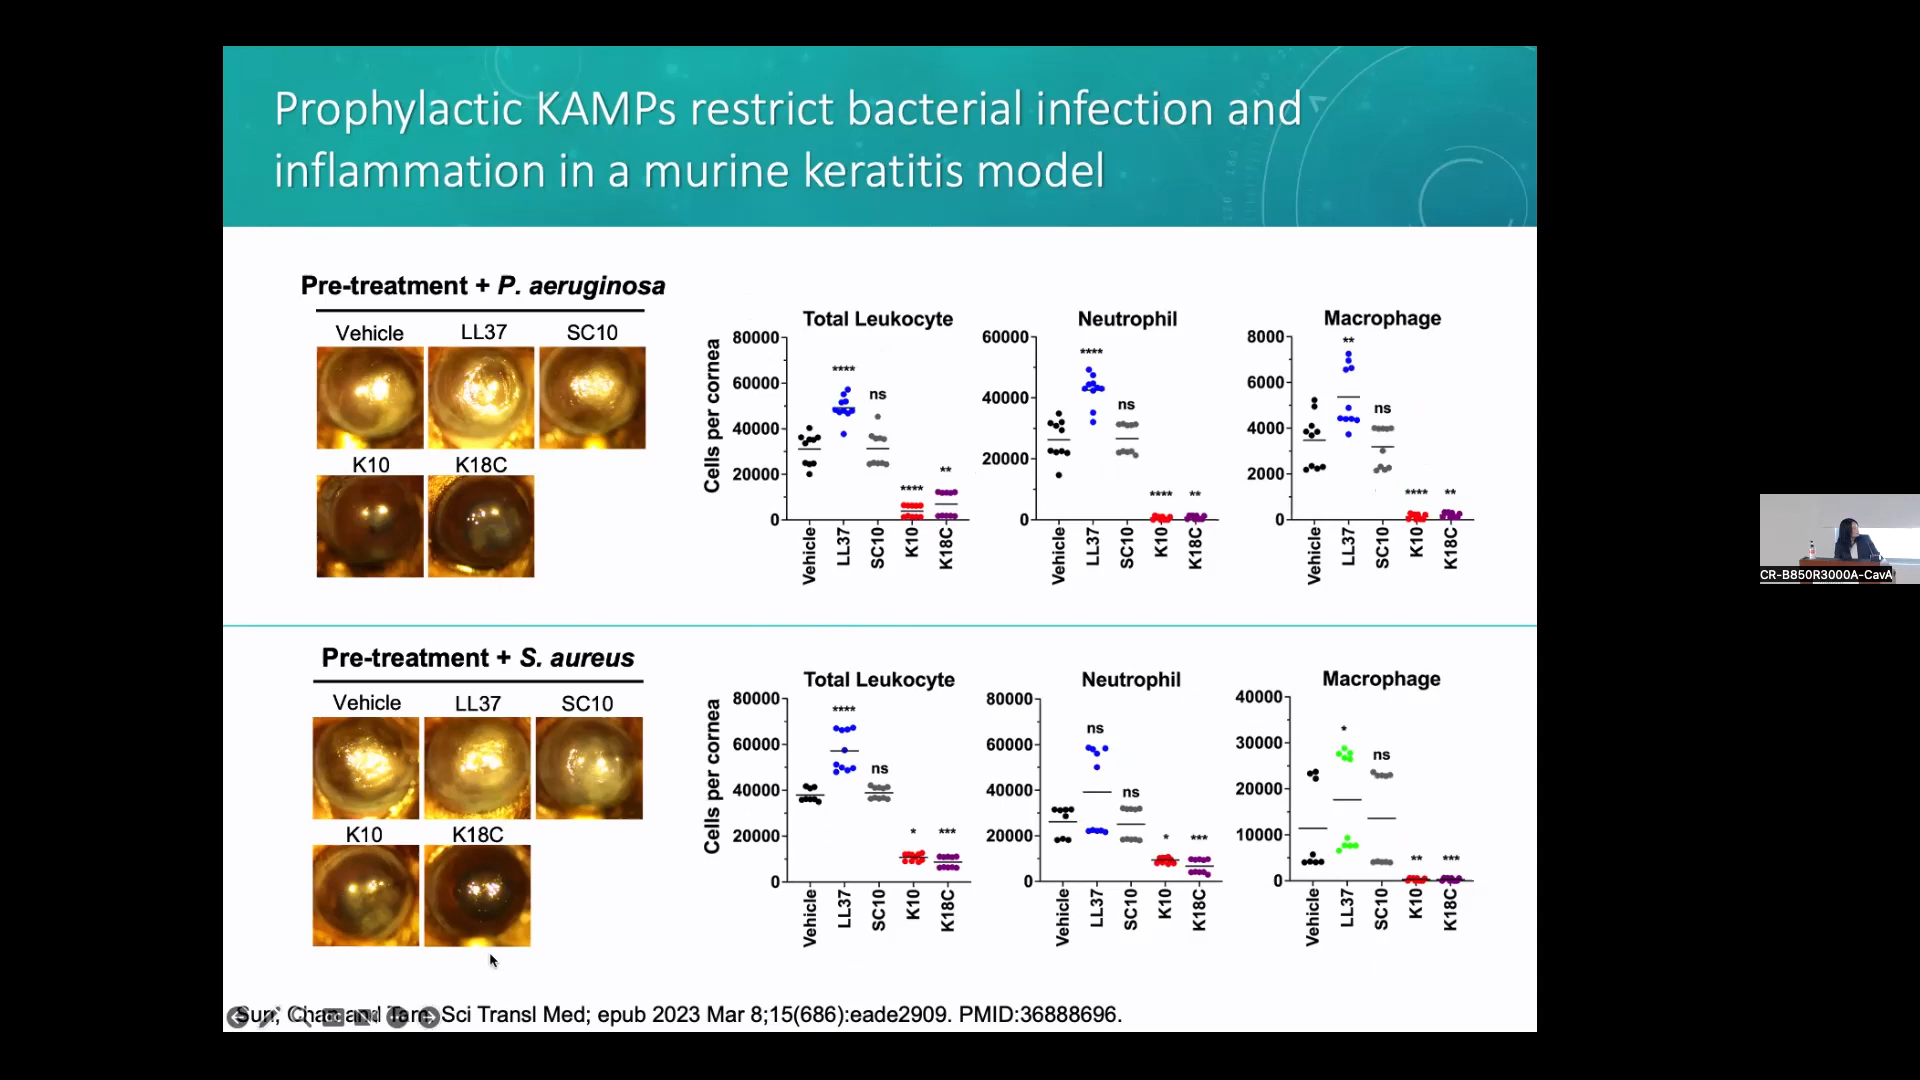 Prophylactic KAMPs restrict bacterial infection and
inflammation in a murine keratitis model
Pre-treatment + P. aeruginosa
Vehicle LL37 SC10
K10 K18C
Total Leukocyte
Cells per cornea
80000
60000
40000
20000
0
**** ns **** **
Vehicle LL37 SC10 K10 K18C
Neutrophil
60000
40000
20000
0
**** ns **** **
Vehicle LL37 SC10 K10 K18C
Macrophage
8000
6000
4000
2000
0
** ns **** **
Vehicle LL37 SC10 K10 K18C
Pre-treatment + S. aureus
Vehicle LL37 SC10
K10 K18C
Total Leukocyte
Cells per cornea
80000
60000
40000
20000
0
**** ns * ***
Vehicle LL37 SC10 K10 K18C
Neutrophil
80000
60000
40000
20000
0
ns ns * ***
Vehicle LL37 SC10 K10 K18C
Macrophage
40000
30000
20000
10000
0
* ns ** ***
Vehicle LL37 SC10 K10 K18C
Sci Transl Med; epub 2023 Mar 8;15(686):eade2909. PMID:36888696.
CR-B850R3000A-CavA